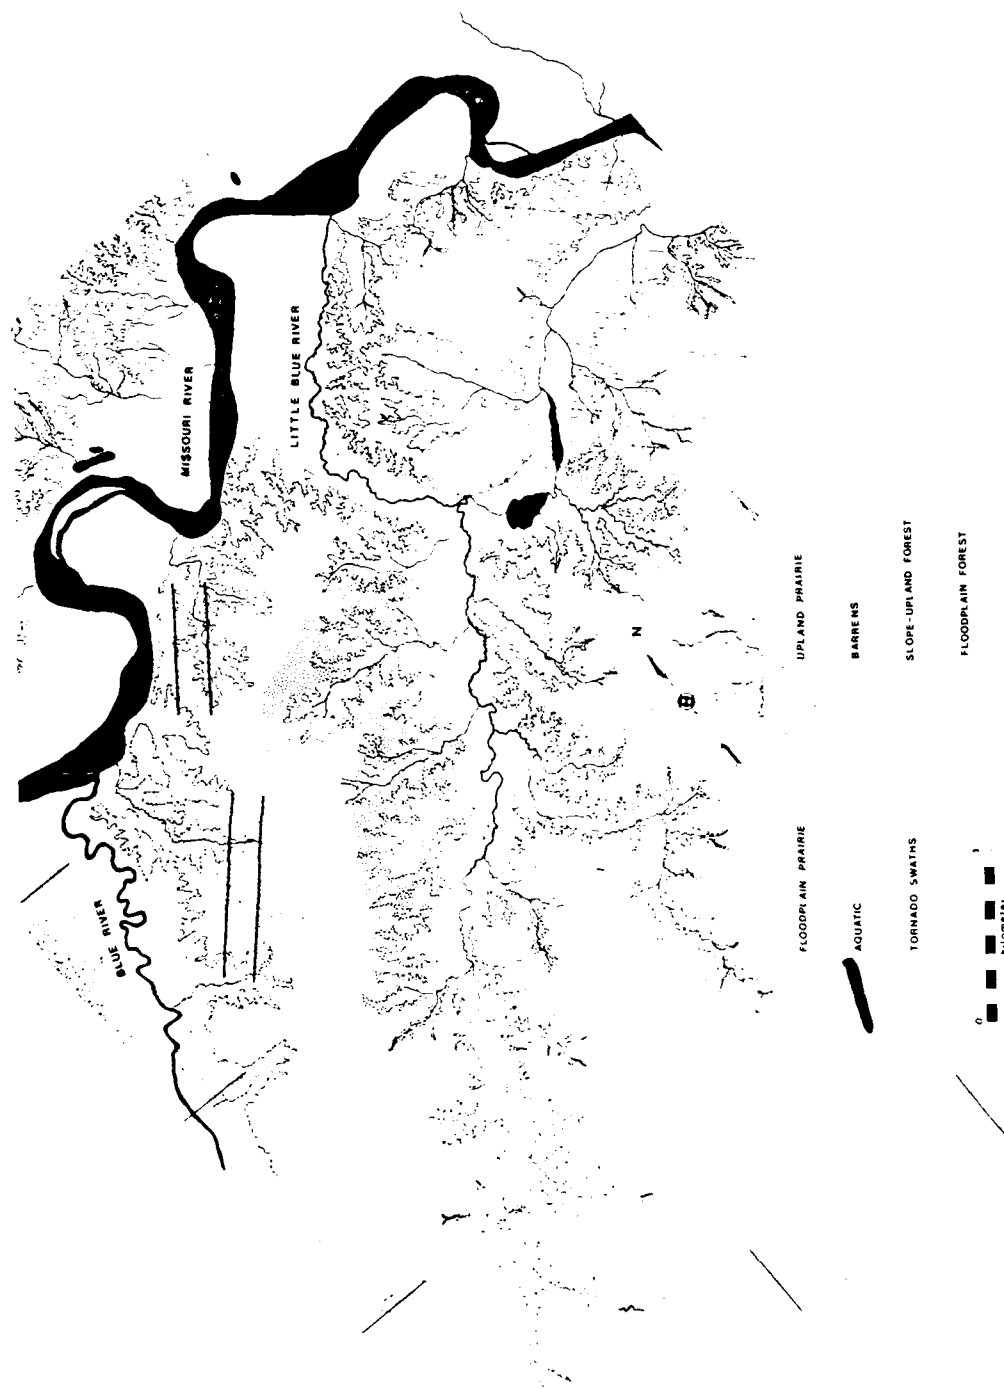 MISSOURI RIVER
LITTLE BLUE RIVER
BLUE RIVER
N
FLOODPLAIN PRAIRIE
UPLAND PRAIRIE
AQUATIC
BARRENS
TORNADO SWATHS
SLOPE-UPLAND FOREST
FLOODPLAIN FOREST
0 1
kilometer